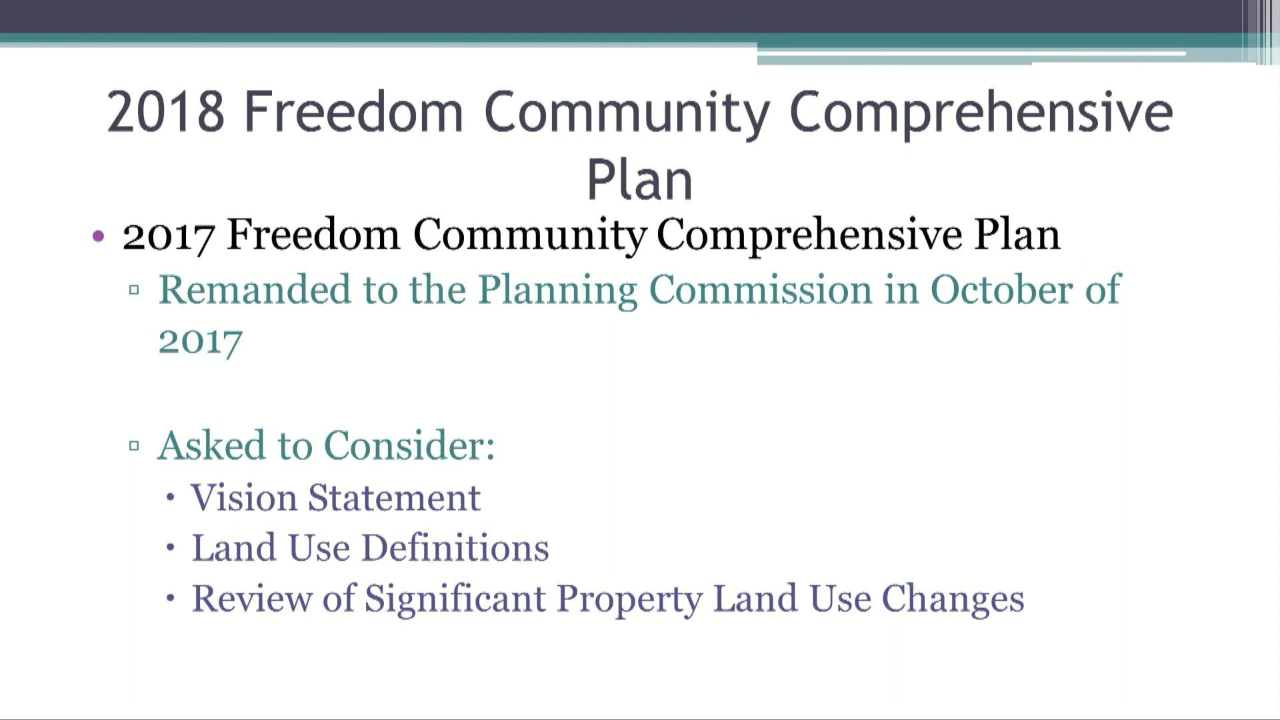 2018 Freedom Community Comprehensive
Plan
• 2017 Freedom Community Comprehensive Plan
▫ Remanded to the Planning Commission in October of
2017
▫ Asked to Consider:
▪ Vision Statement
▪ Land Use Definitions
▪ Review of Significant Property Land Use Changes